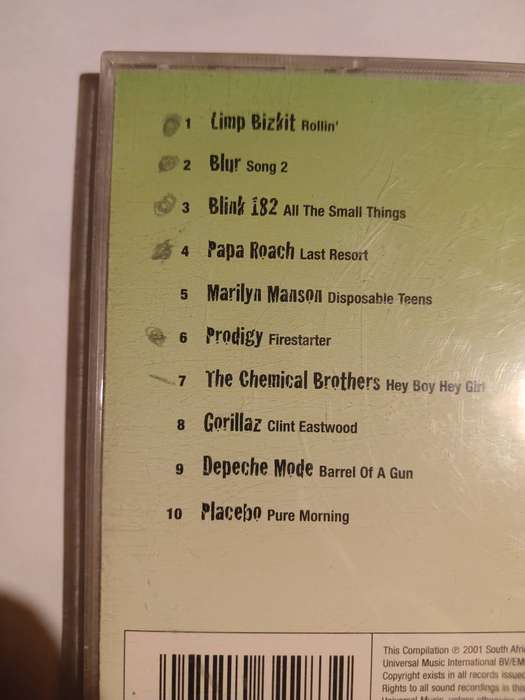 1 Limp Bizkit Rollin'
2 Blur Song 2
3 Blink 182 All The Small Things
4 Papa Roach Last Resort
5 Marilyn Manson Disposable Teens
6 Prodigy Firestarter
7 The Chemical Brothers Hey Boy Hey Girl
8 Gorillaz Clint Eastwood
9 Depeche Mode Barrel Of A Gun
10 Placebo Pure Morning
This Compilation ℗ 2001 South Afri
Universal Music International BV/EM
Copyright exists in all records issued
Rights to all sound recordings in the